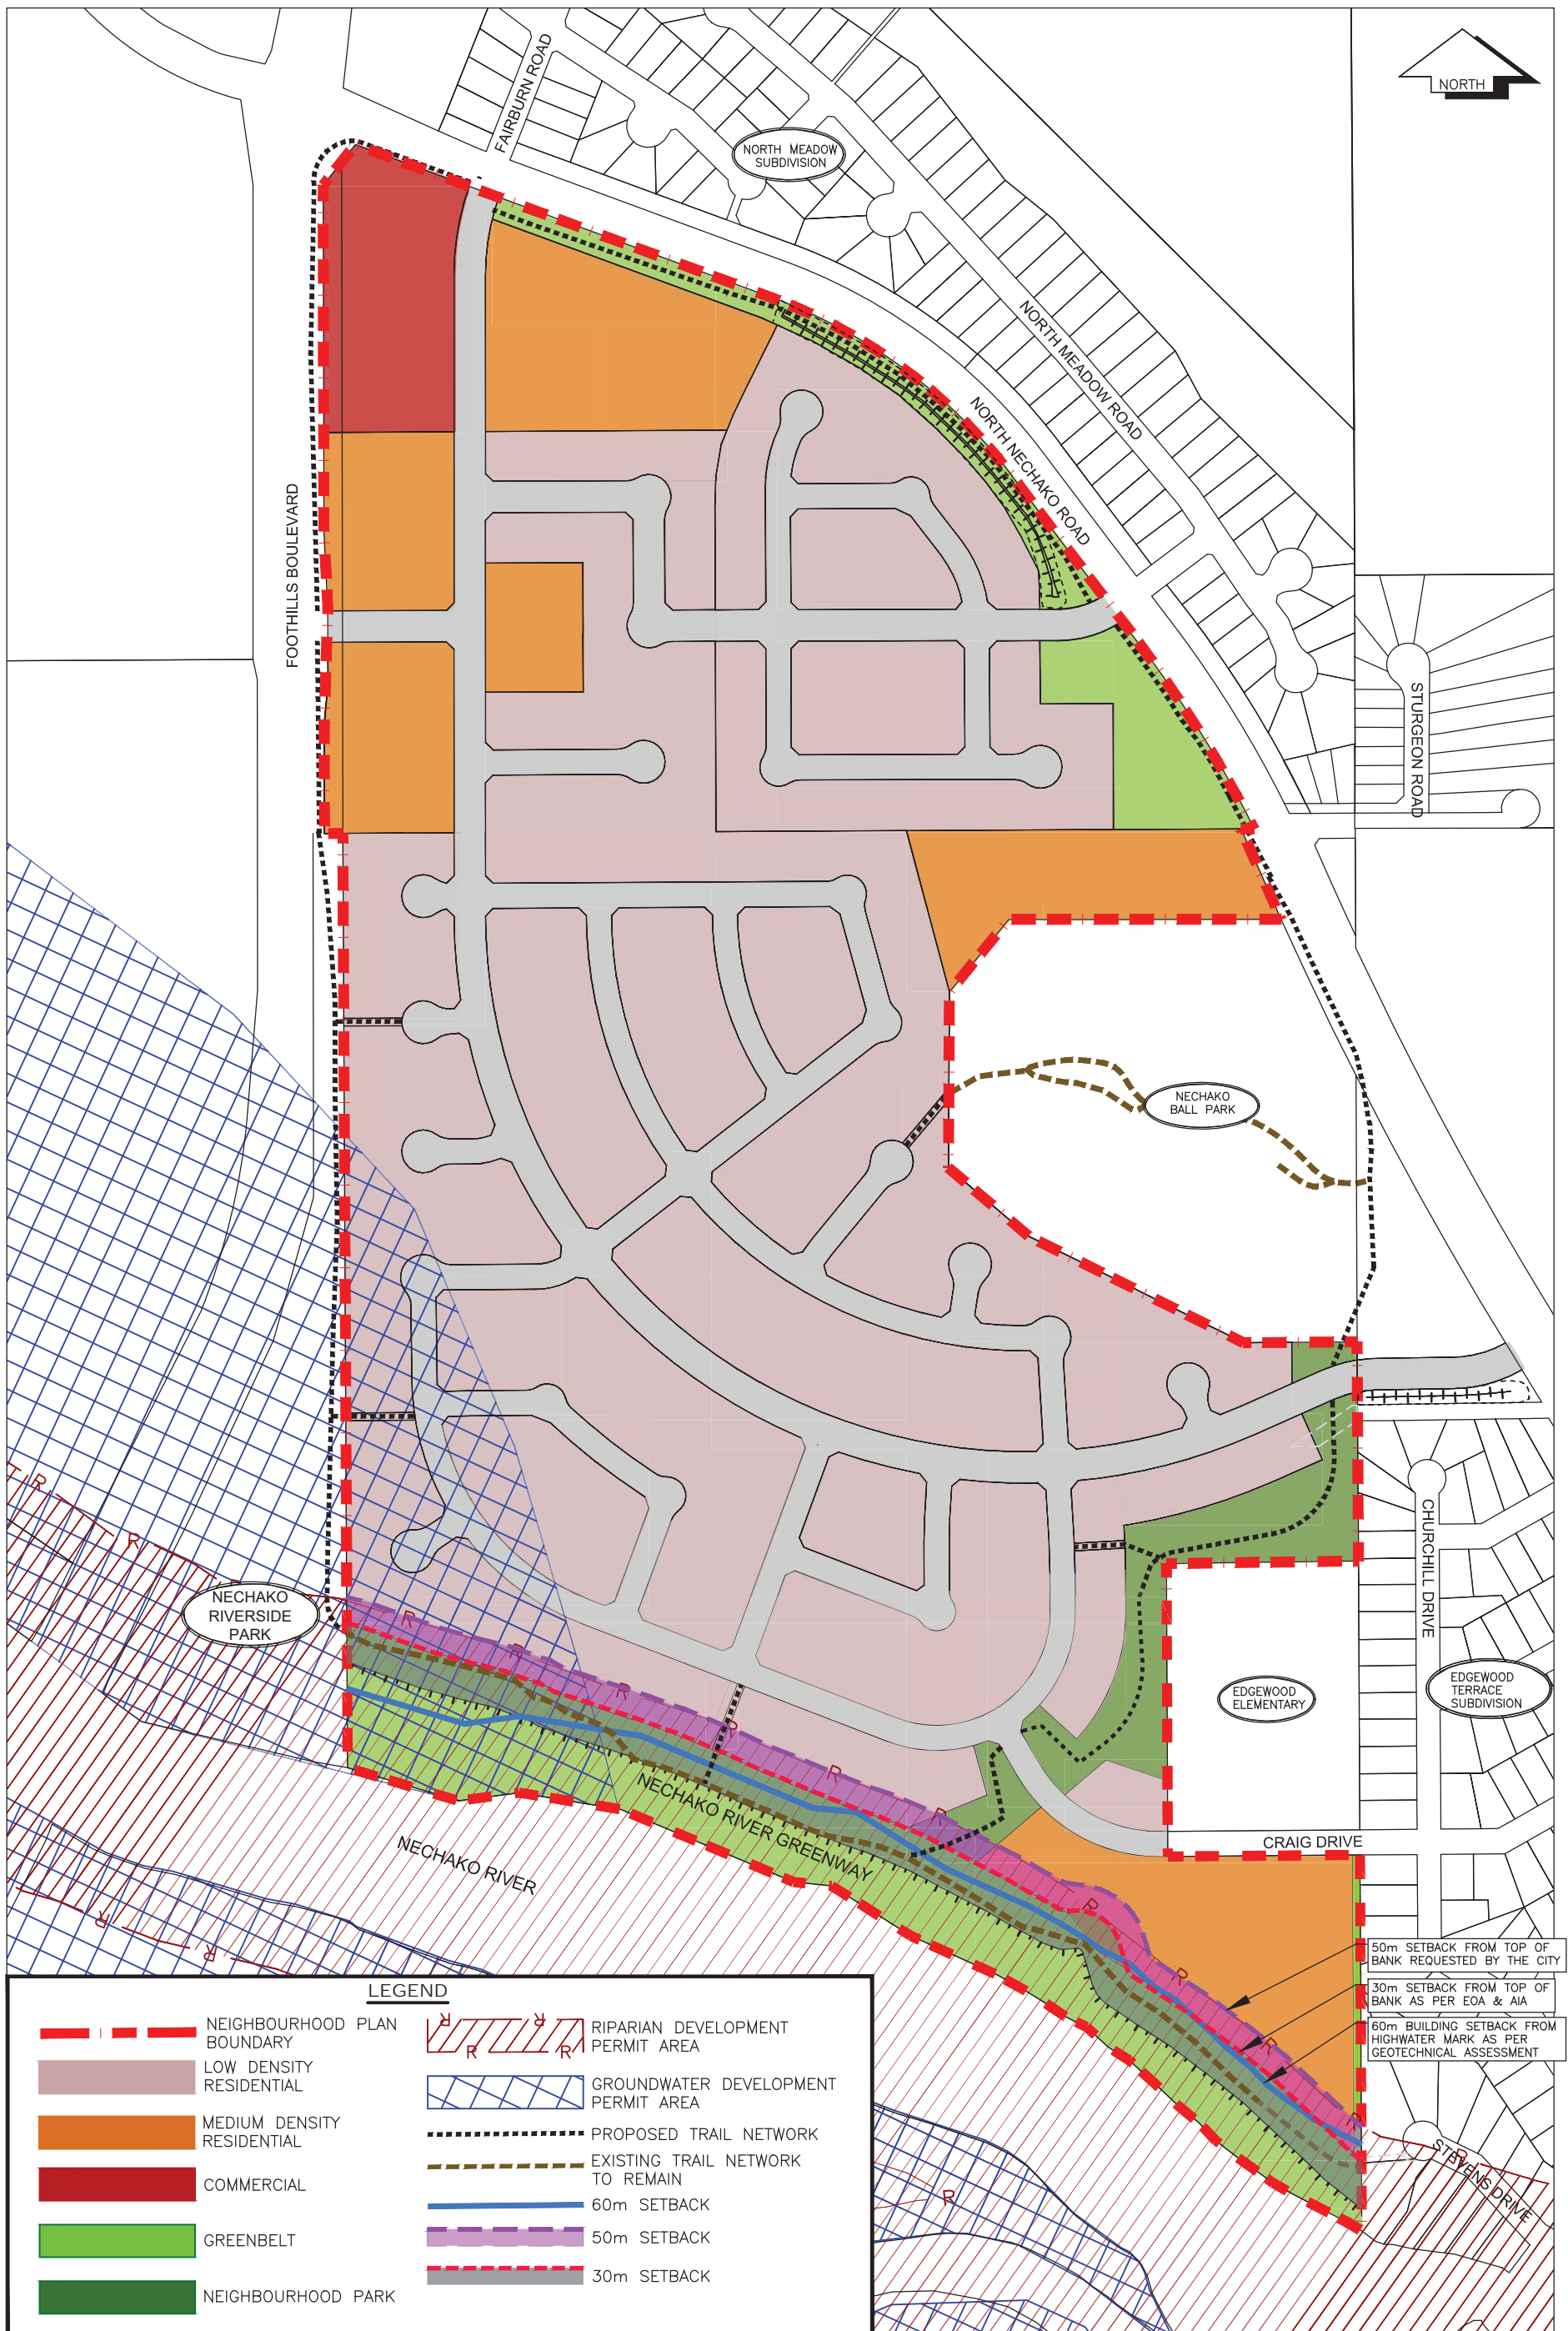 NORTH
FAIRBURN ROAD
NORTH MEADOW
SUBDIVISION
NORTH MEADOW ROAD
NORTH NECHAKO ROAD
FOOTHILLS BOULEVARD
STURGEON ROAD
NECHAKO
BALL PARK
CHURCHILL DRIVE
R
R
R
NECHAKO
RIVERSIDE
PARK
R
R
R
R
R
R
EDGEWOOD
ELEMENTARY
EDGEWOOD
TERRACE
SUBDIVISION
NECHAKO RIVER GREENWAY
NECHAKO RIVER
CRAIG DRIVE
R
R
R
R
R
R
50m SETBACK FROM TOP OF
BANK REQUESTED BY THE CITY
30m SETBACK FROM TOP OF
BANK AS PER EOA & AIA
60m BUILDING SETBACK FROM
HIGHWATER MARK AS PER
GEOTECHNICAL ASSESSMENT
STEVENS DRIVE
R
R
LEGEND
NEIGHBOURHOOD PLAN
BOUNDARY
LOW DENSITY
RESIDENTIAL
MEDIUM DENSITY
RESIDENTIAL
COMMERCIAL
GREENBELT
NEIGHBOURHOOD PARK
R
R
R
R
RIPARIAN DEVELOPMENT
PERMIT AREA
GROUNDWATER DEVELOPMENT
PERMIT AREA
PROPOSED TRAIL NETWORK
EXISTING TRAIL NETWORK
TO REMAIN
60m SETBACK
50m SETBACK
30m SETBACK